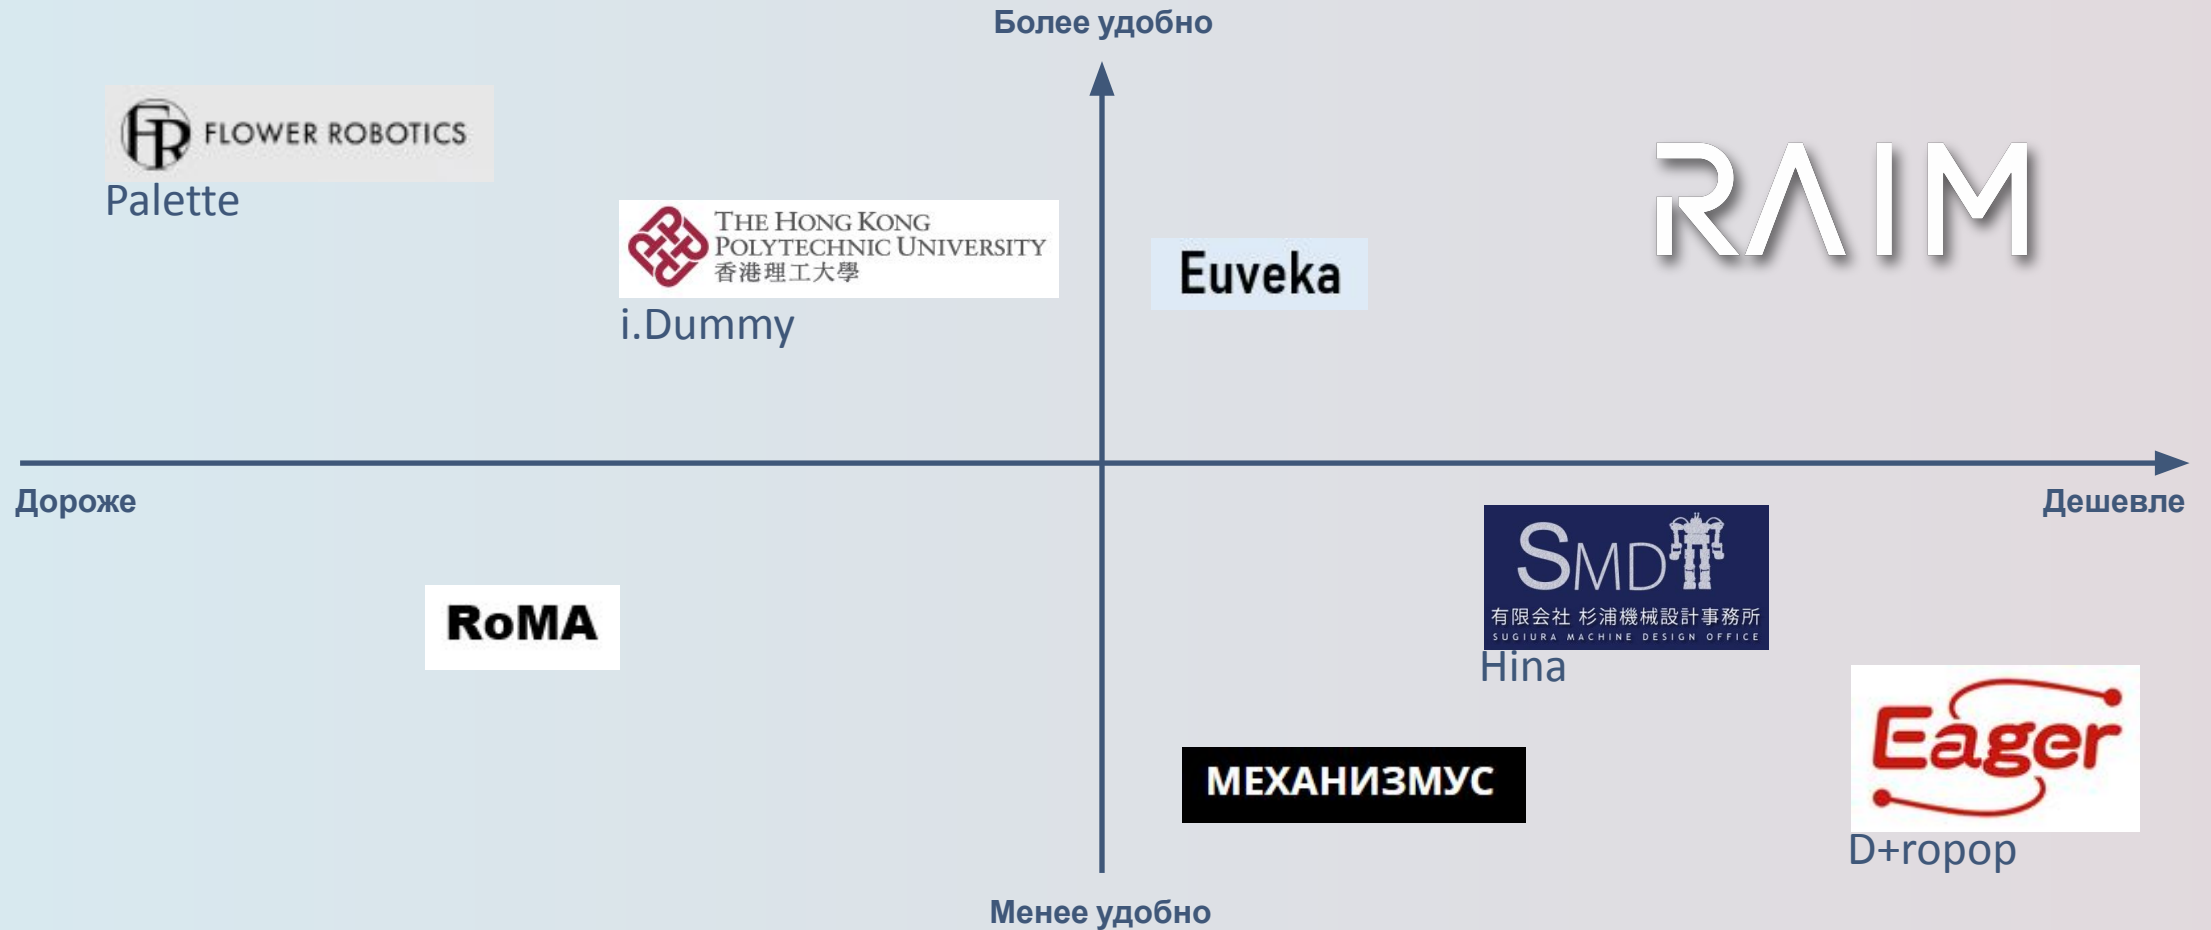 Более удобно
FR FLOWER ROBOTICS
Palette
THE HONG KONG
POLYTECHNIC UNIVERSITY
香港理工大學
i.Dummy
Euveka
RAIM
Дороже
Дешевле
RoMA
SMD
有限会社 杉浦機械設計事務所
SUGIURA MACHINE DESIGN OFFICE
Hina
МЕХАНИЗМУС
Eager
D+ropop
Менее удобно